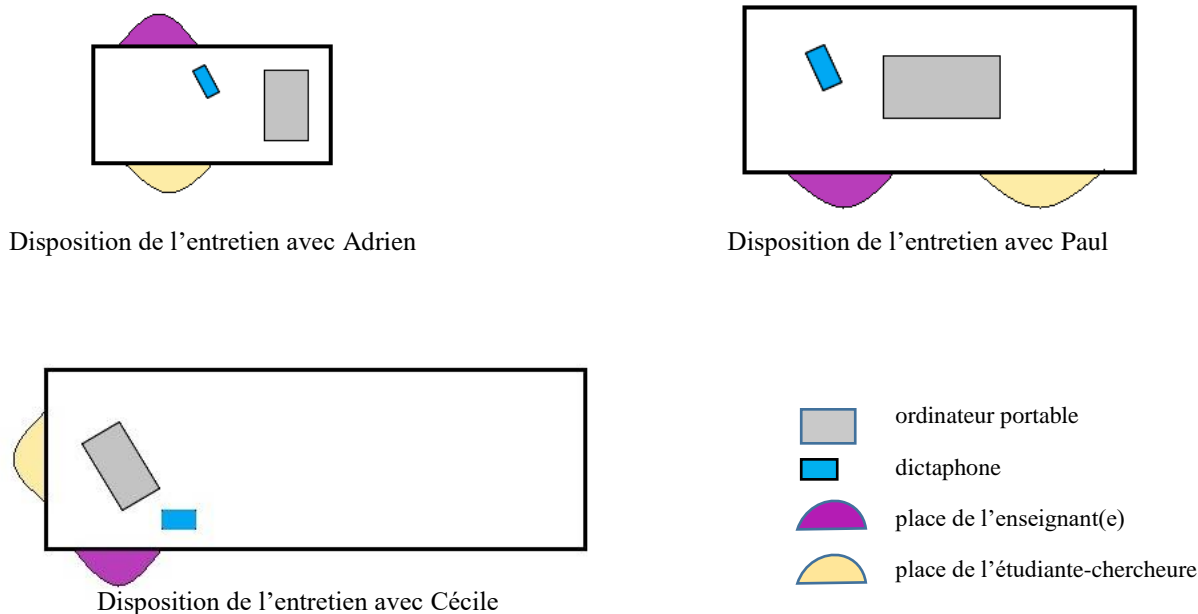 Disposition de l’entretien avec Adrien
Disposition de l’entretien avec Paul
ordinateur portable
dictaphone
place de l’enseignant(e)
place de l’étudiante-chercheure
Disposition de l’entretien avec Cécile